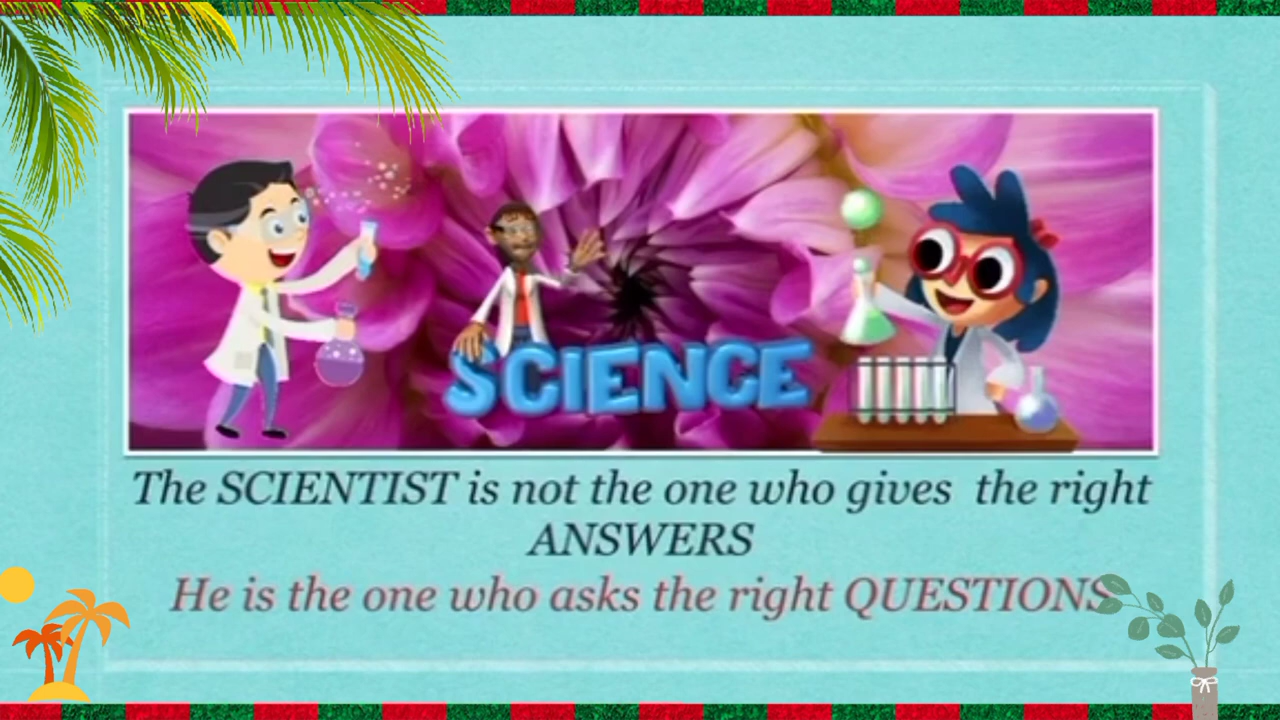 SCIENCE
The SCIENTIST is not the one who gives the right
ANSWERS
He is the one who asks the right QUESTIONS